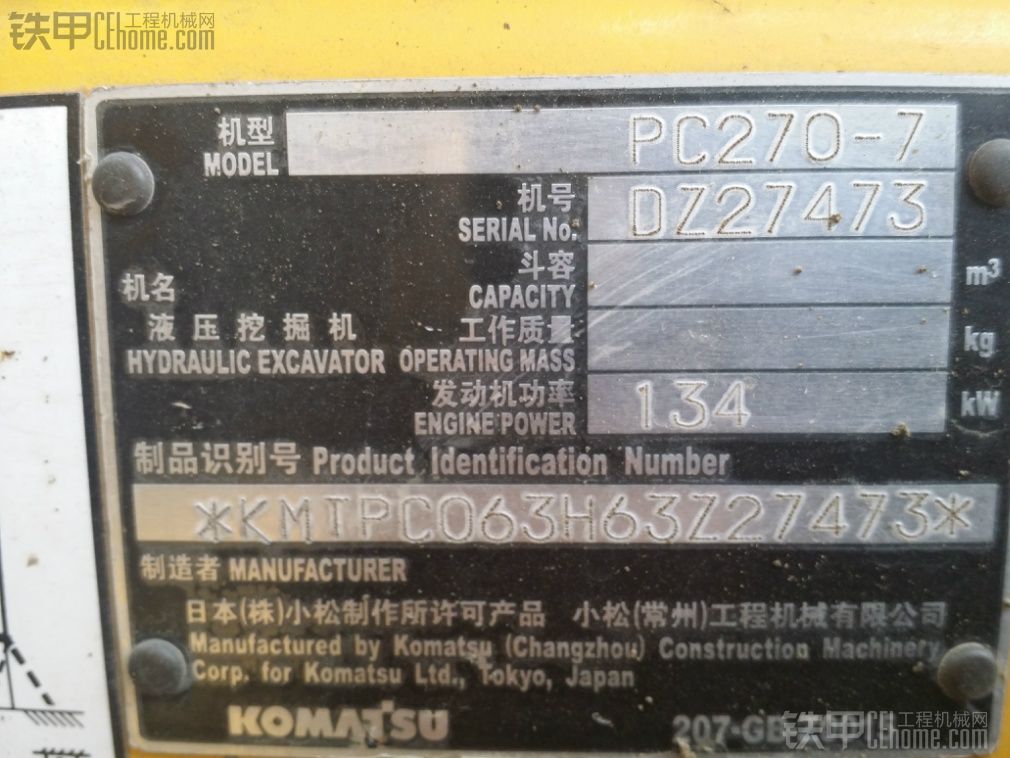 铁甲 工程机械网
CEhome.com
机型
MODEL PC270-7
机号
SERIAL No. DZ27473
斗容
CAPACITY m³
机名
液压挖掘机
HYDRAULIC EXCAVATOR
工作质量
OPERATING MASS kg
发动机功率
ENGINE POWER 134 kW
制品识别号 Product Identification Number
*KMTPC063H63Z27473*
制造者 MANUFACTURER
日本(株)小松制作所许可产品 小松(常州)工程机械有限公司
Manufactured by Komatsu (Changzhou) Construction Machinery
Corp. for Komatsu Ltd., Tokyo, Japan
KOMATSU
铁甲 工程机械网
CEhome.com